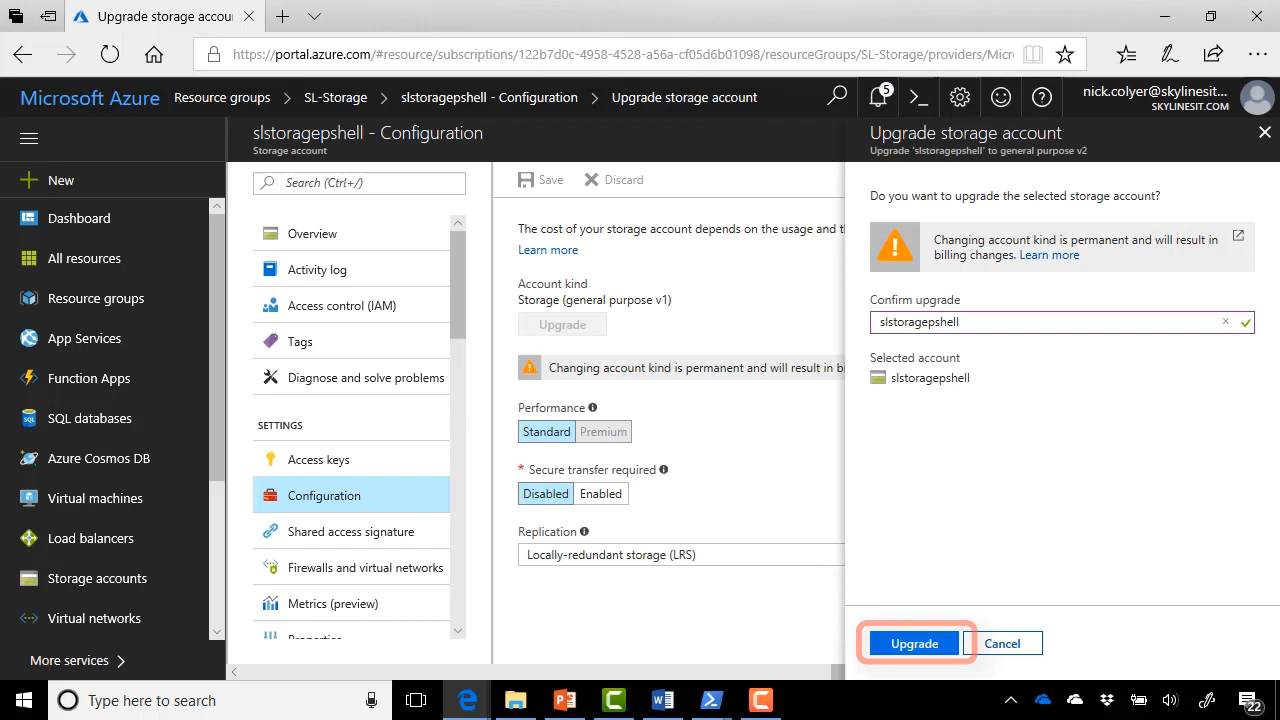 Upgrade storage accou
https://portal.azure.com/#resource/subscriptions/122b7d0c-4958-4528-a56a-cf05d6b01098/resourceGroups/SL-Storage/providers/Micr
Microsoft Azure Resource groups > SL-Storage > slstoragepshell - Configuration > Upgrade storage account
5
nick.colyer@skylinesit....
SKYLINESIT.COM
New
Dashboard
All resources
Resource groups
App Services
Function Apps
SQL databases
Azure Cosmos DB
Virtual machines
Load balancers
Storage accounts
Virtual networks
More services >
slstoragepshell - Configuration
Storage account
Search (Ctrl+/)
Overview
Activity log
Access control (IAM)
Tags
Diagnose and solve problems
SETTINGS
Access keys
Configuration
Shared access signature
Firewalls and virtual networks
Metrics (preview)
Properties
Save Discard
The cost of your storage account depends on the usage and th
Learn more
Account kind
Storage (general purpose v1)
Upgrade
Changing account kind is permanent and will result in bi
Performance
Standard Premium
* Secure transfer required
Disabled Enabled
Replication
Locally-redundant storage (LRS)
Upgrade storage account
Upgrade 'slstoragepshell' to general purpose v2
Do you want to upgrade the selected storage account?
Changing account kind is permanent and will result in
billing changes. Learn more
Confirm upgrade
slstoragepshell
Selected account
slstoragepshell
Upgrade Cancel
Type here to search
22